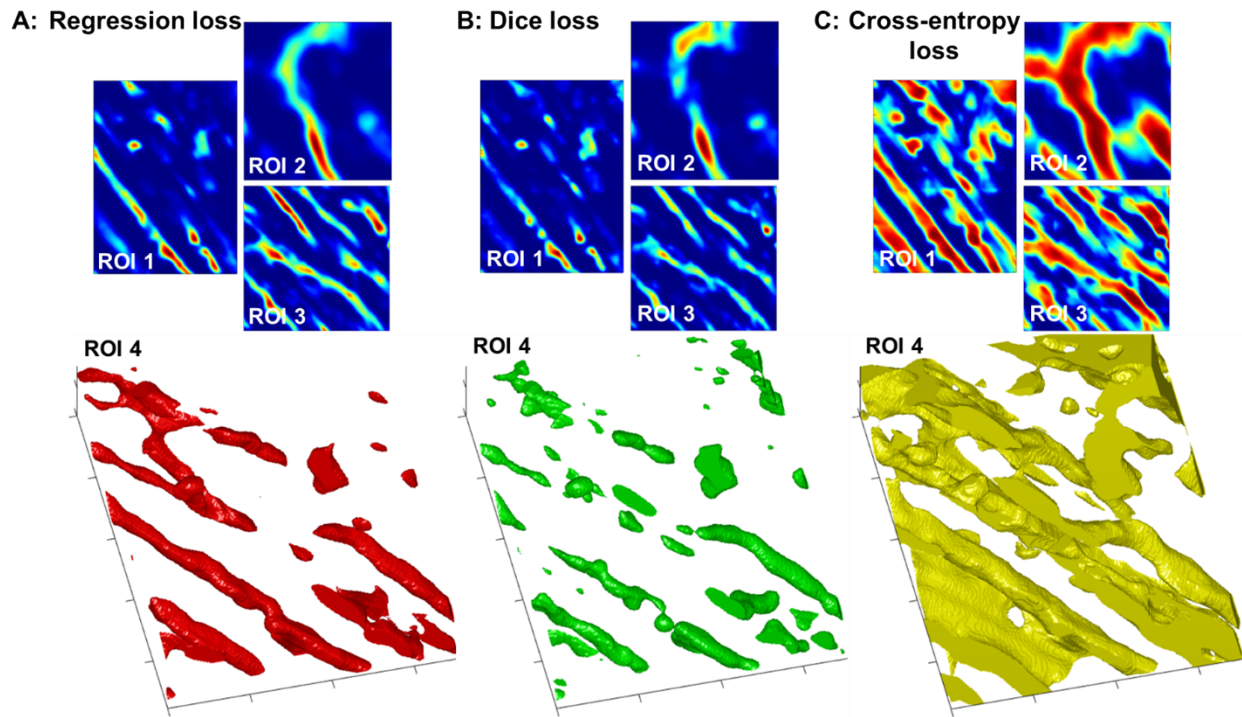 A: Regression loss
ROI 1
ROI 2
ROI 3
ROI 4
B: Dice loss
ROI 1
ROI 2
ROI 3
ROI 4
C: Cross-entropy
loss
ROI 1
ROI 2
ROI 3
ROI 4